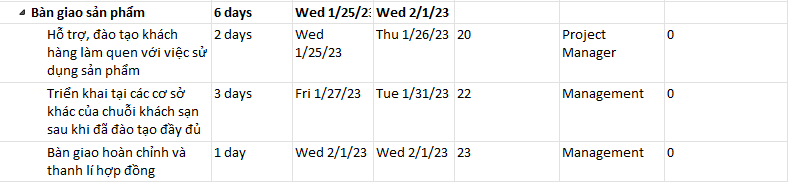 Bàn giao sản phẩm 6 days Wed 1/25/23 Wed 2/1/23
Hỗ trợ, đào tạo khách 2 days Wed Thu 1/26/23 20 Project 0
hàng làm quen với việc sử 1/25/23 Manager
dụng sản phẩm
Triển khai tại các cơ sở 3 days Fri 1/27/23 Tue 1/31/23 22 Management 0
khác của chuỗi khách sạn
sau khi đã đào tạo đầy đủ
Bàn giao hoàn chỉnh và 1 day Wed 2/1/23 Wed 2/1/23 23 Management 0
thanh lí hợp đồng